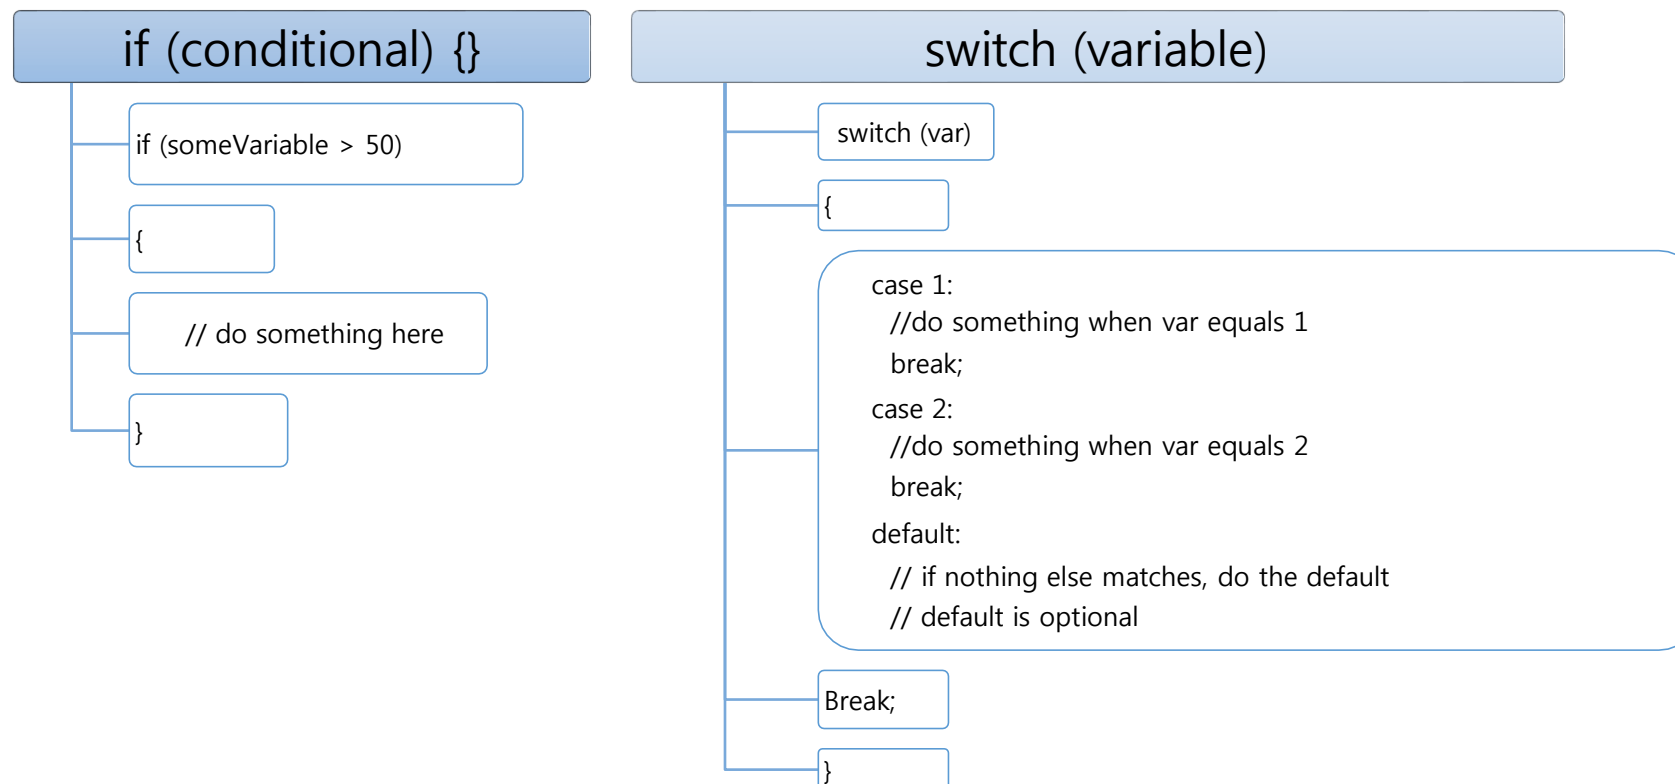 if (conditional) {}
if (someVariable > 50)
{
// do something here
}
switch (variable)
switch (var)
{
case 1:
//do something when var equals 1
break;
case 2:
//do something when var equals 2
break;
default:
// if nothing else matches, do the default
// default is optional
Break;
}